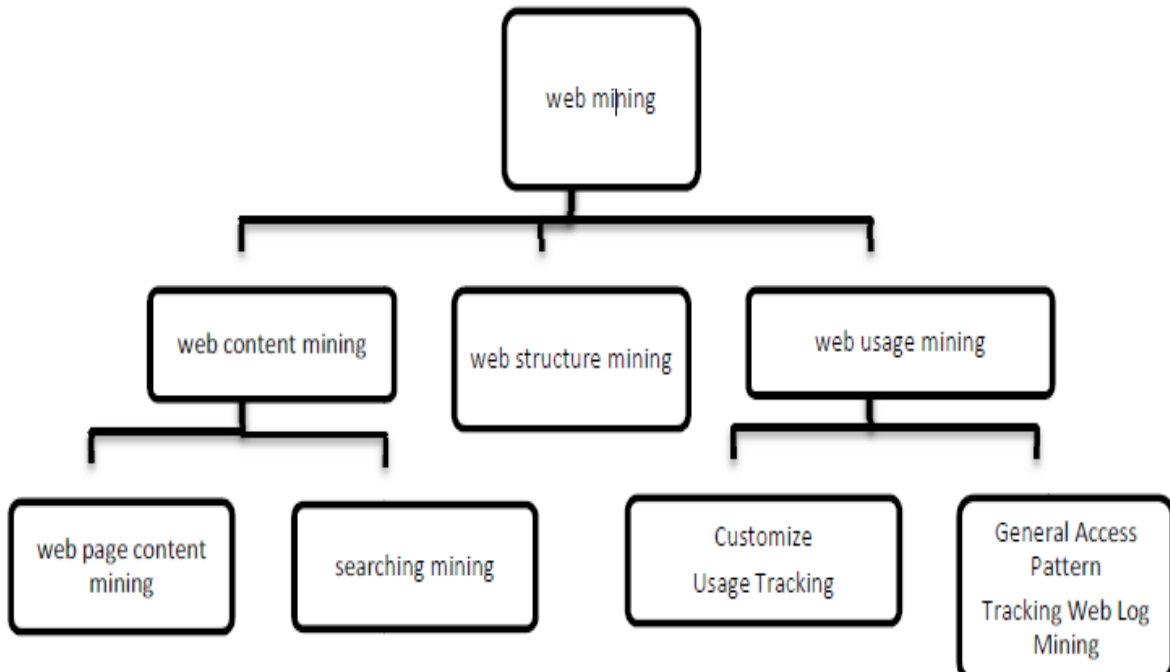 web mining
web content mining
web structure mining
web usage mining
web page content
mining
searching mining
Customize
Usage Tracking
General Access
Pattern
Tracking Web Log
Mining